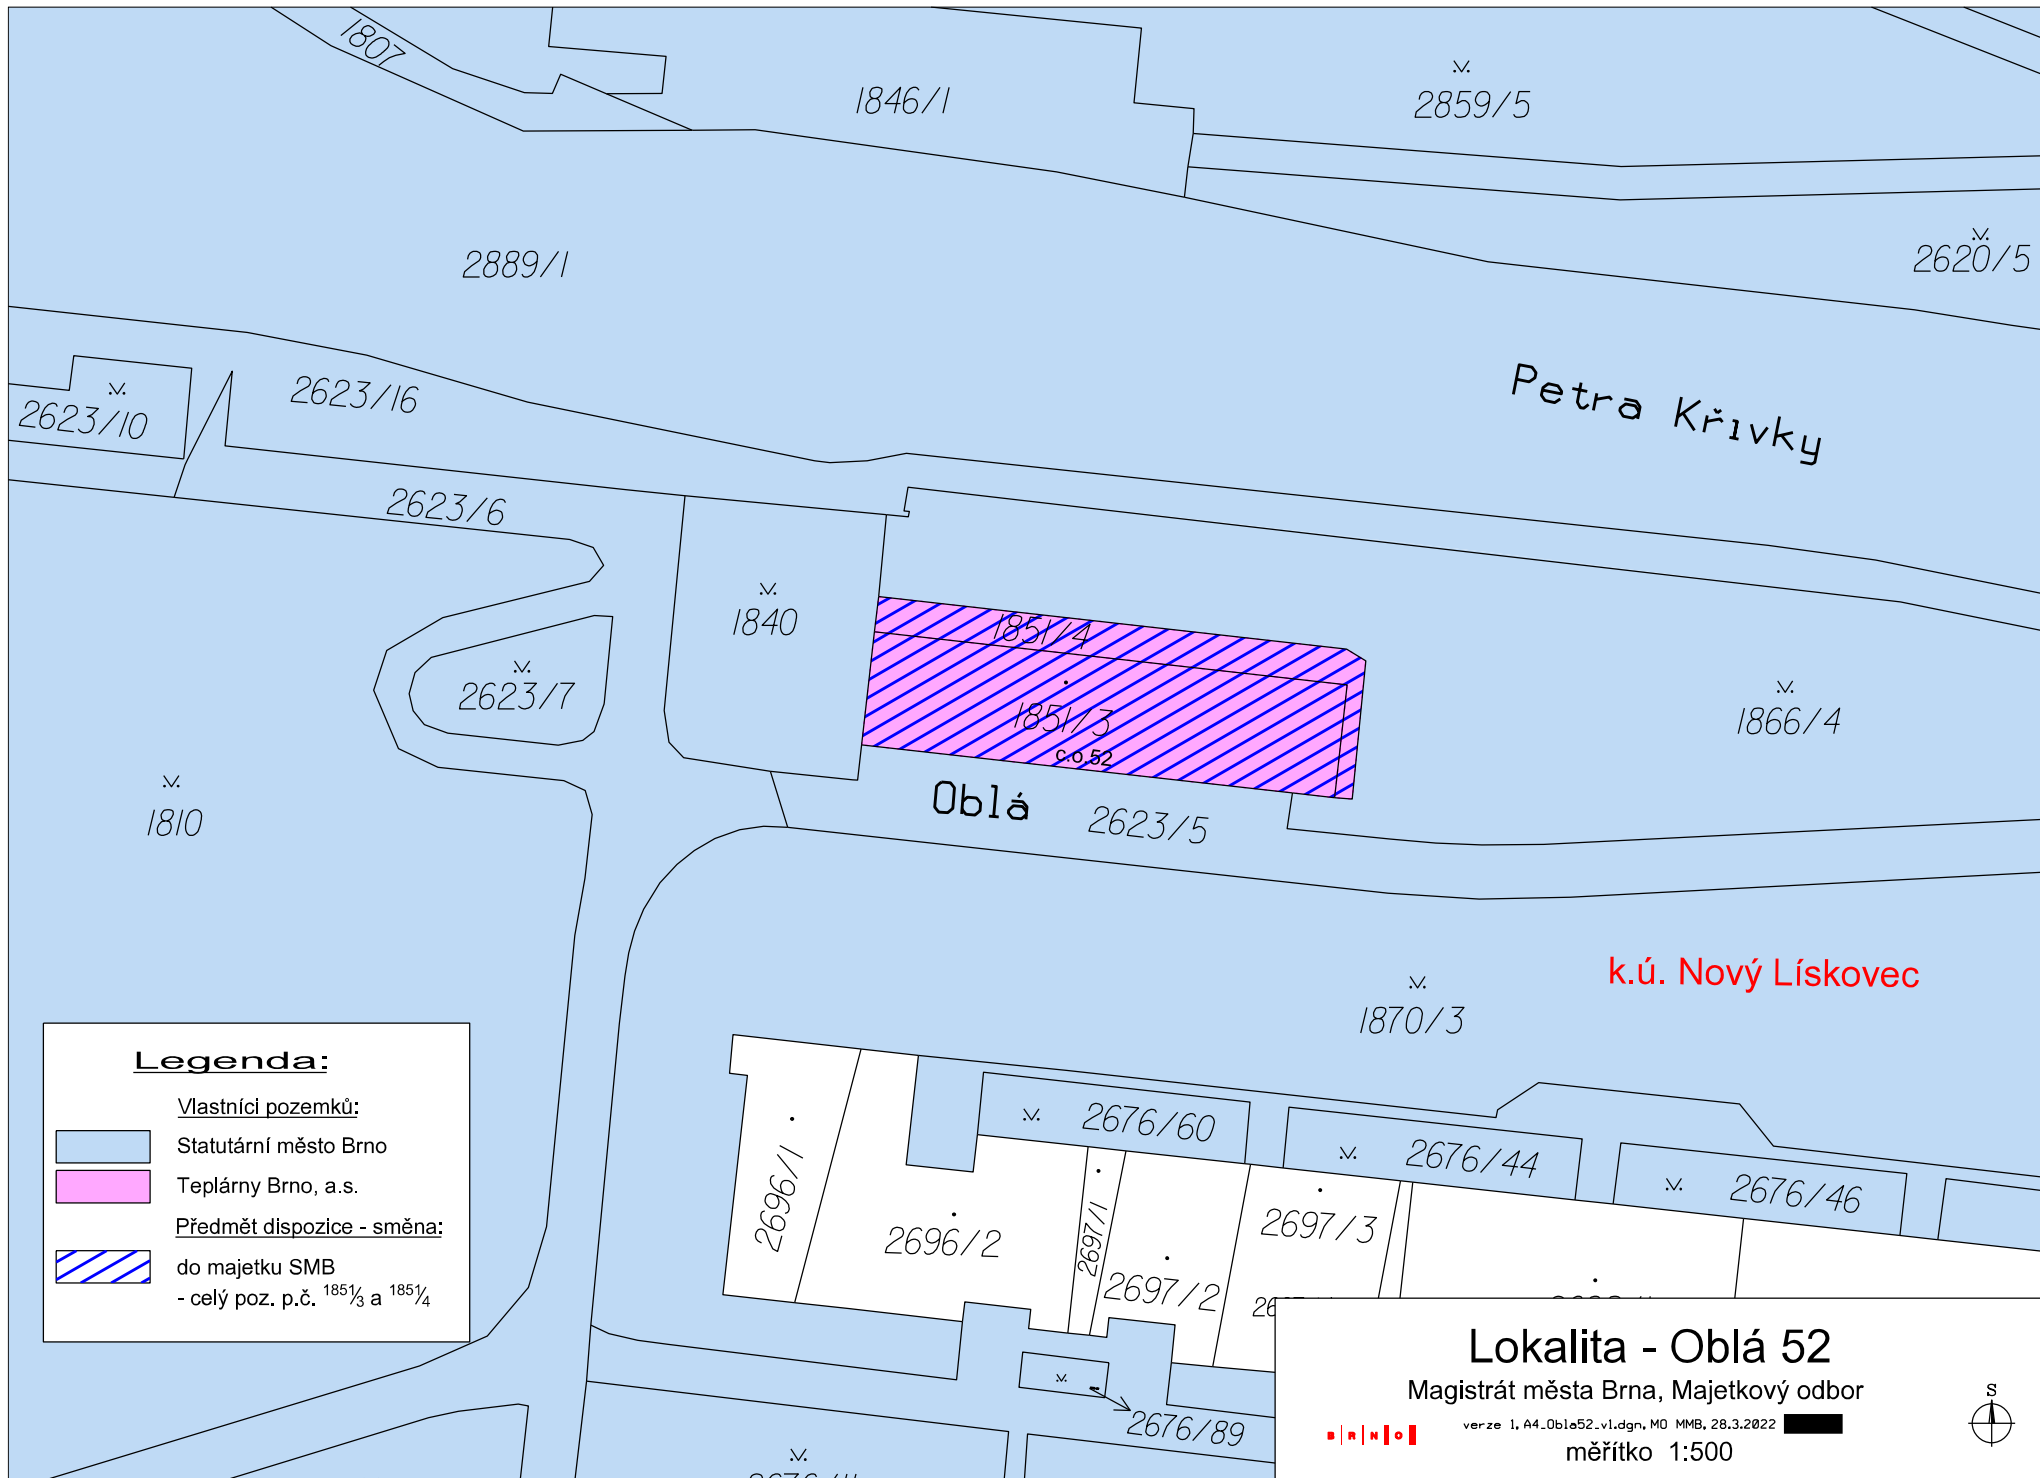 1807
1846/1
2859/5
2889/1
2620/5
Petra Křivky
2623/16
2623/10
2623/6
1840
1851/4
2623/7
1851/3
1866/4
č.o.52
Oblá
2623/5
1810
k.ú. Nový Lískovec
1870/3
2676/60
2676/44
2676/46
2696/1
2696/2
2697/1
2697/3
2697/2
2676/89
Legenda:
Vlastníci pozemků:
Statutární město Brno
Teplárny Brno, a.s.
Předmět dispozice - směna:
do majetku SMB
- celý poz. p.č. 1851/3 a 1851/4
Lokalita - Oblá 52
Magistrát města Brna, Majetkový odbor
verze 1, A4_Obla52_v1.dgn, MO MMB, 28.3.2022
B R N O
měřítko 1:500
S